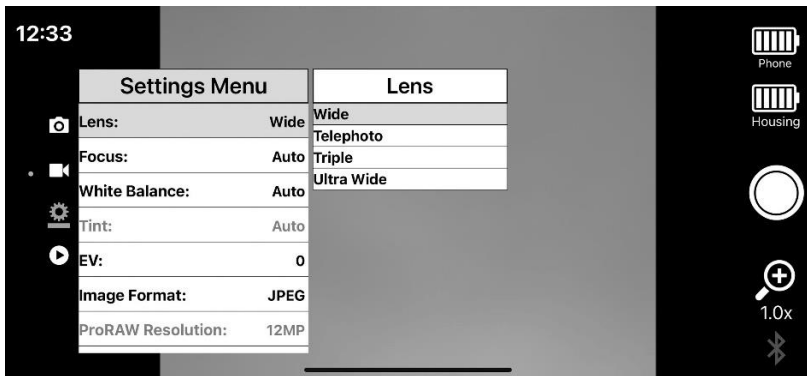 12:33
Settings Menu
Lens: Wide
Focus: Auto
White Balance: Auto
Tint: Auto
EV: 0
Image Format: JPEG
ProRAW Resolution: 12MP
Lens
Wide
Telephoto
Triple
Ultra Wide
Phone
Housing
1.0x